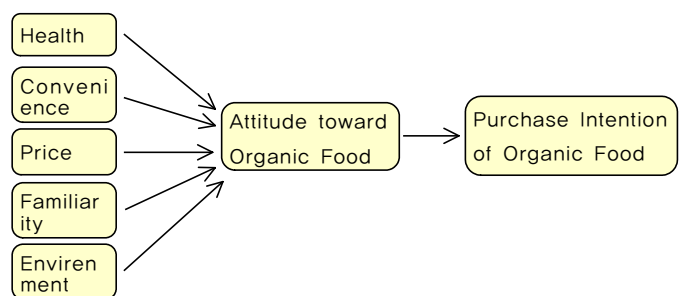 Health
Conveni
ence
Price
Familiar
ity
Enviren
ment
Attitude toward
Organic Food
Purchase Intention
of Organic Food